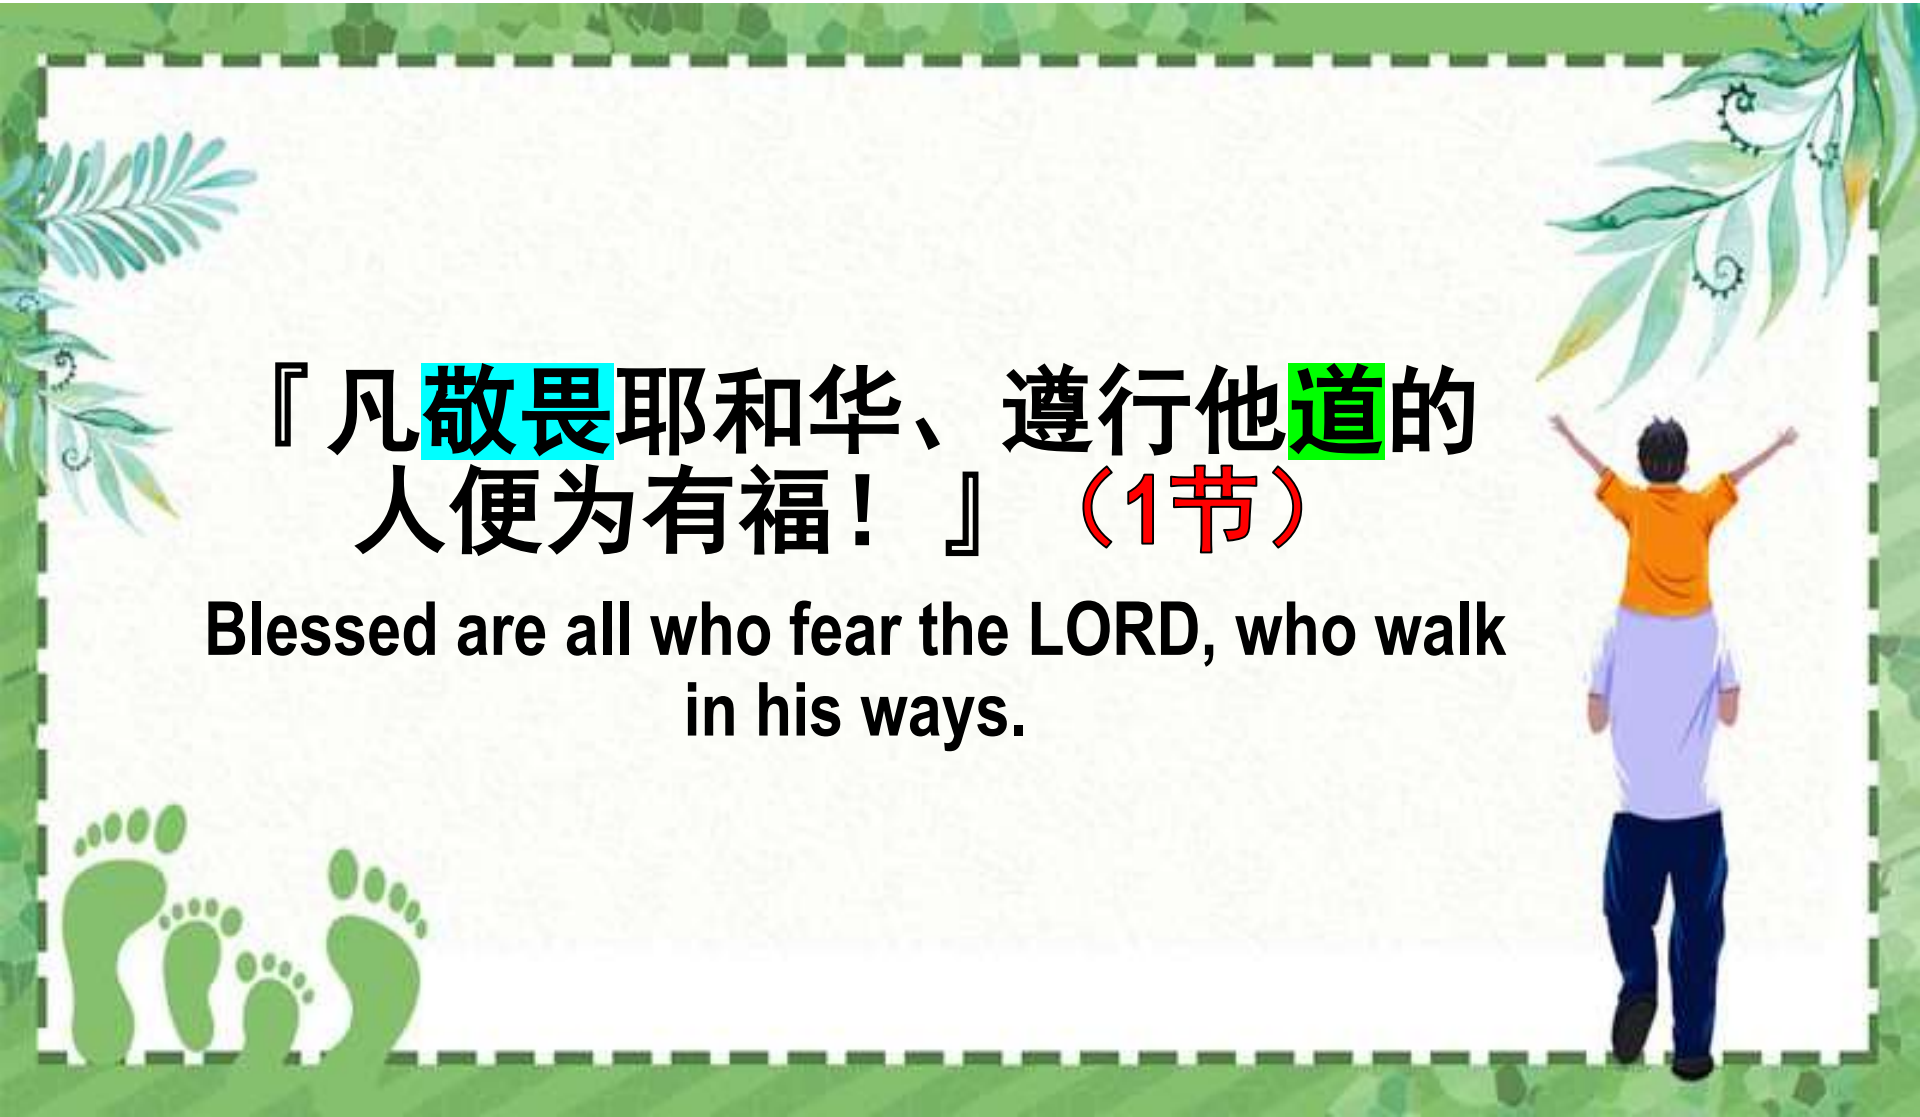 『凡敬畏耶和华、遵行他道的
人便为有福！』（1节）
Blessed are all who fear the LORD, who walk
in his ways.